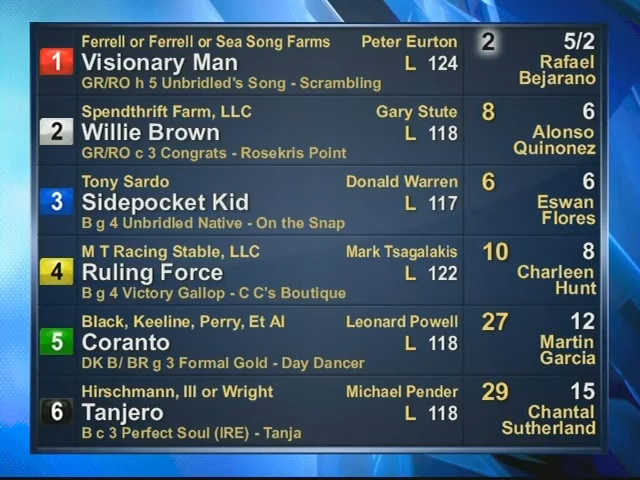 Ferrell or Ferrell or Sea Song Farms Peter Eurton 2 5/2
1 Visionary Man L 124 Rafael
GR/RO h 5 Unbridled's Song - Scrambling Bejarano
Spendthrift Farm, LLC Gary Stute 8 6
2 Willie Brown L 118 Alonso
GR/RO c 3 Congrats - Rosekris Point Quinonez
Tony Sardo Donald Warren 6 6
3 Sidepocket Kid L 117 Eswan
B g 4 Unbridled Native - On the Snap Flores
M T Racing Stable, LLC Mark Tsagalakis 10 8
4 Ruling Force L 122 Charleen
B g 4 Victory Gallop - C C's Boutique Hunt
Black, Keeline, Perry, Et Al Leonard Powell 27 12
5 Coranto L 118 Martin
DK B/ BR g 3 Formal Gold - Day Dancer Garcia
Hirschmann, III or Wright Michael Pender 29 15
6 Tanjero L 118 Chantal
B c 3 Perfect Soul (IRE) - Tanja Sutherland